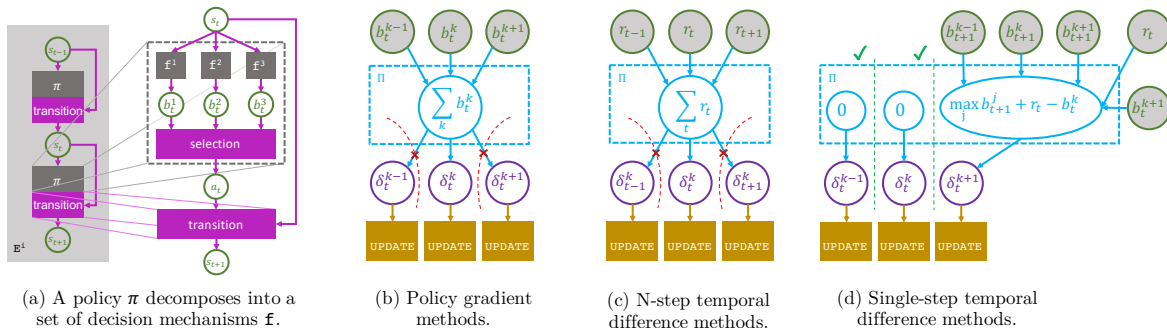 s_{t-1}
π
transition
s_t
π
transition
s_{t+1}
E^i
s_t
f^1 f^2 f^3
b_t^1 b_t^2 b_t^3
selection
a_t
transition
s_{t+1}
(a) A policy π decomposes into a
set of decision mechanisms f.
b_t^{k-1} b_t^k b_t^{k+1}
Π
∑_k b_t^k
δ_t^{k-1} δ_t^k δ_t^{k+1}
UPDATE UPDATE UPDATE
(b) Policy gradient
methods.
r_{t-1} r_t r_{t+1}
Π
∑_t r_t
δ_{t-1}^k δ_t^k δ_{t+1}^k
UPDATE UPDATE UPDATE
(c) N-step temporal
difference methods.
b_{t+1}^{k-1} b_{t+1}^k b_{t+1}^{k+1} r_t
✓ ✓
Π
0 0 max_j b_{t+1}^j + r_t − b_t^k
b_t^{k+1}
δ_t^{k-1} δ_t^k δ_t^{k+1}
UPDATE UPDATE UPDATE
(d) Single-step temporal
difference methods.